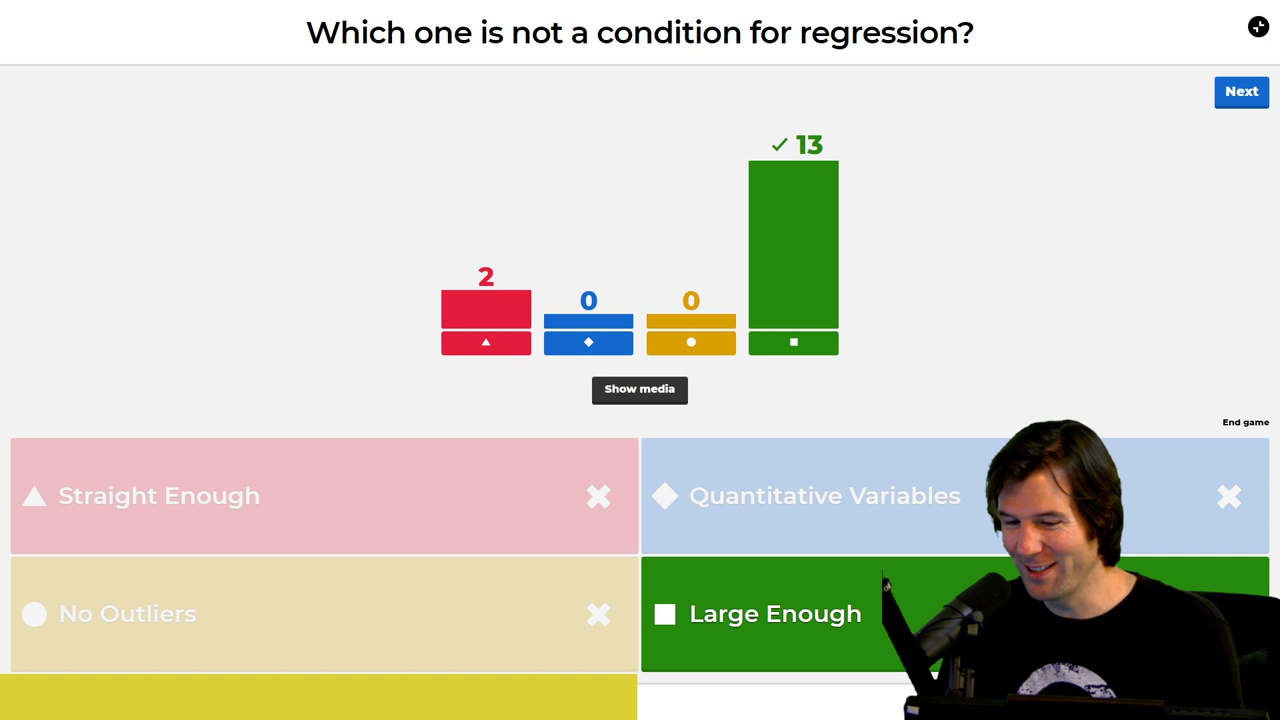 Which one is not a condition for regression?
Next
13
2
0
0
Show media
End game
Straight Enough
Quantitative Variables
No Outliers
Large Enough